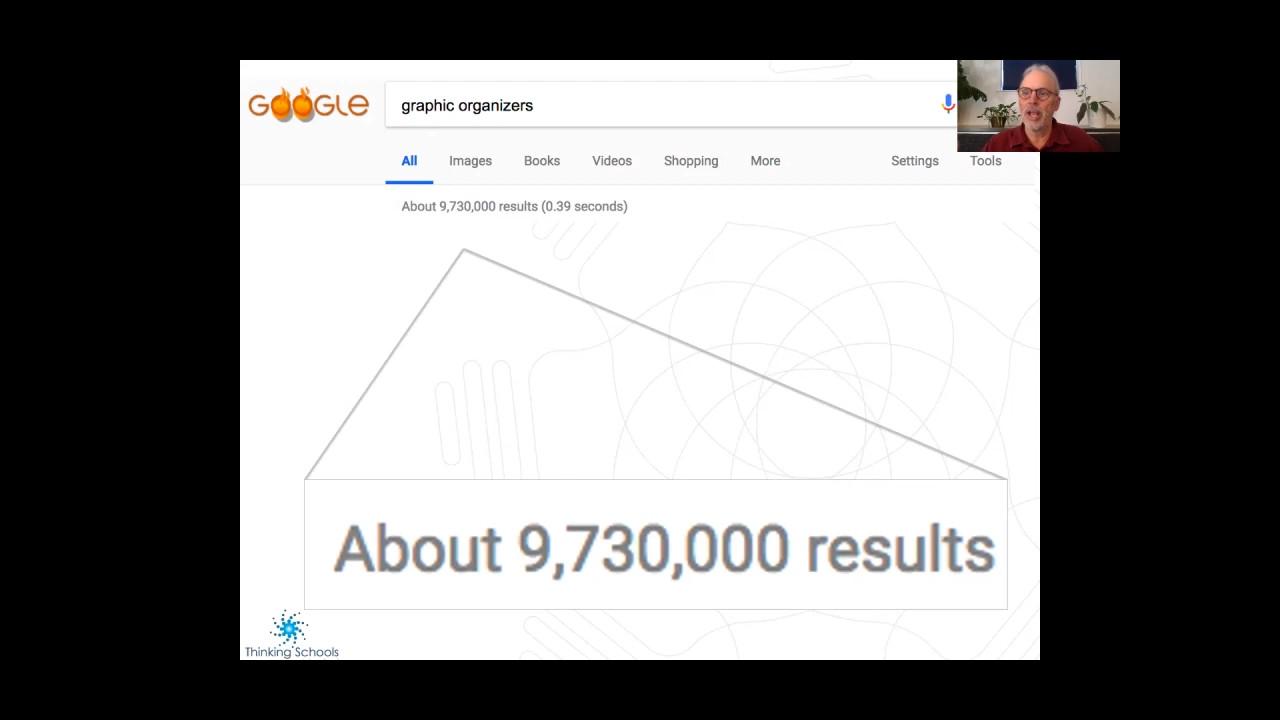 GOOGLE
graphic organizers
All Images Books Videos Shopping More Settings Tools
About 9,730,000 results (0.39 seconds)
About 9,730,000 results
Thinking Schools